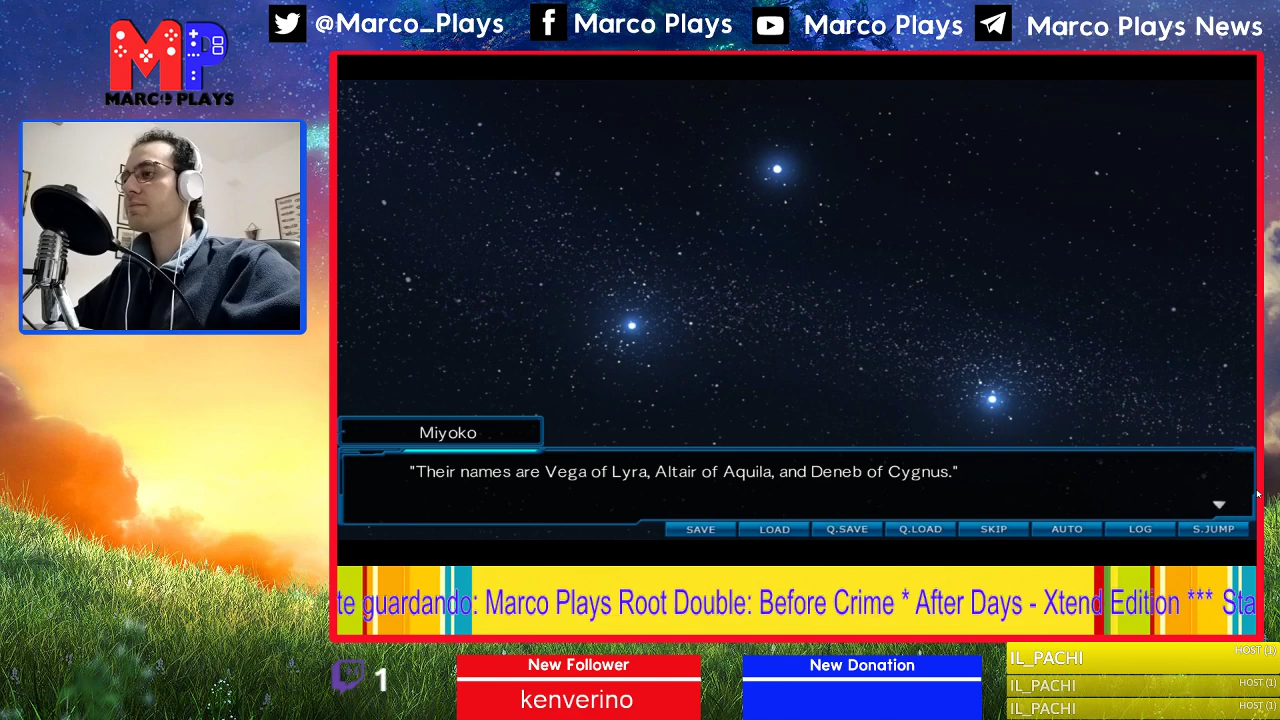 @Marco_Plays
Marco Plays
Marco Plays
Marco Plays News
MP
MARCO PLAYS
Miyoko
"Their names are Vega of Lyra, Altair of Aquila, and Deneb of Cygnus."
SAVE
LOAD
Q.SAVE
Q.LOAD
SKIP
AUTO
LOG
S.JUMP
te guardando: Marco Plays Root Double: Before Crime * After Days - Xtend Edition *** Sta
1
New Follower
kenverino
New Donation
IL_PACHI
HOST (1)
IL_PACHI
HOST (1)
IL_PACHI
HOST (1)